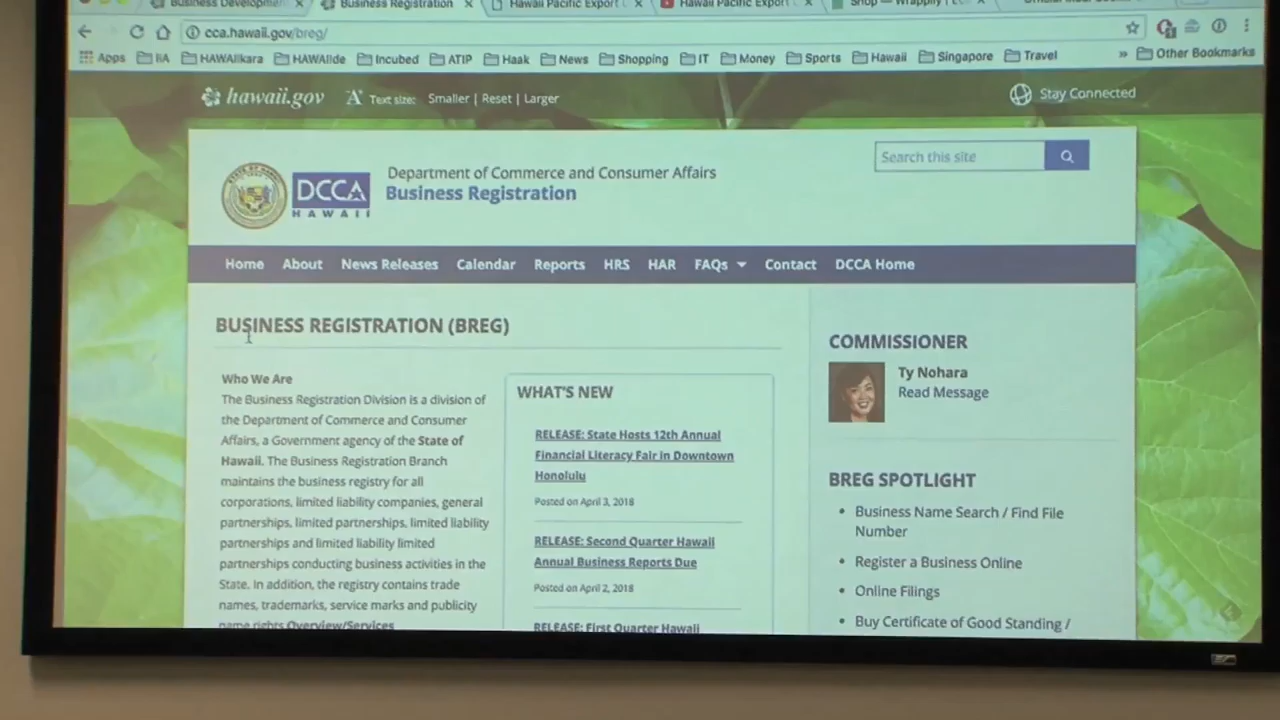 Business Developmen
Business Registration
Hawaii Pacific Export
Hawaii Pacific Export
Shop
cca.hawaii.gov/breg/
Apps
HAWAIIkara
HAWAIIde
Incubed
ATIP
Haak
News
Shopping
IT
Money
Sports
Hawaii
Singapore
Travel
» Other Bookmarks
hawaii.gov
Text size: Smaller | Reset | Larger
Stay Connected
Search this site
DCCA
HAWAII
Department of Commerce and Consumer Affairs
Business Registration
Home About News Releases Calendar Reports HRS HAR FAQs Contact DCCA Home
BUSINESS REGISTRATION (BREG)
Who We Are
The Business Registration Division is a division of
the Department of Commerce and Consumer
Affairs, a Government agency of the State of
Hawaii. The Business Registration Branch
maintains the business registry for all
corporations, limited liability companies, general
partnerships, limited partnerships, limited liability
partnerships and limited liability limited
partnerships conducting business activities in the
State. In addition, the registry contains trade
names, trademarks, service marks and publicity
name rights Overview/Services
WHAT'S NEW
RELEASE: State Hosts 12th Annual
Financial Literacy Fair in Downtown
Honolulu
Posted on April 3, 2018
RELEASE: Second Quarter Hawaii
Annual Business Reports Due
Posted on April 2, 2018
RELEASE: First Quarter Hawaii
COMMISSIONER
Ty Nohara
Read Message
BREG SPOTLIGHT
• Business Name Search / Find File
Number
• Register a Business Online
• Online Filings
• Buy Certificate of Good Standing /